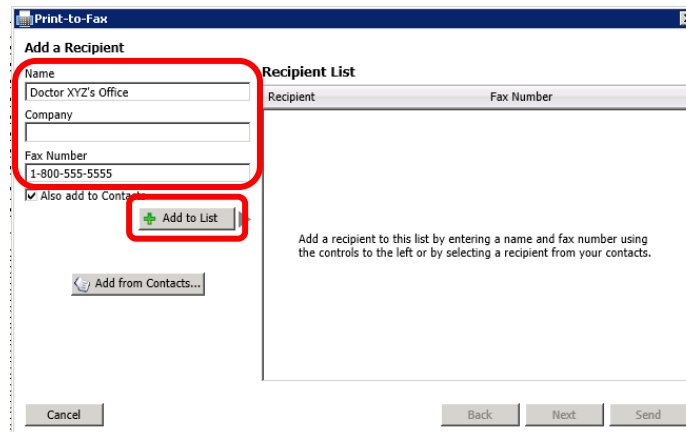 Print-to-Fax
Add a Recipient
Name
Doctor XYZ's Office
Company
Fax Number
1-800-555-5555
Also add to Contacts
Add to List
Add from Contacts...
Recipient List
Recipient Fax Number
Add a recipient to this list by entering a name and fax number using
the controls to the left or by selecting a recipient from your contacts.
Cancel
Back Next Send